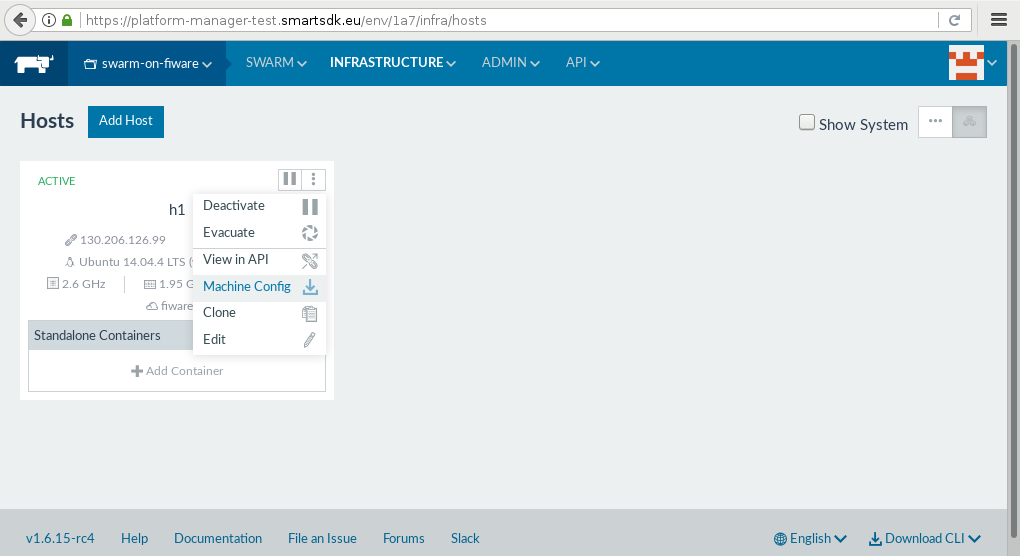 https://platform-manager-test.smartsdk.eu/env/1a7/infra/hosts
swarm-on-fiware SWARM INFRASTRUCTURE ADMIN API
Hosts Add Host Show System
ACTIVE
h1
Deactivate
130.206.126.99
Evacuate
Ubuntu 14.04.4 LTS
View in API
2.6 GHz 1.95 G
Machine Config
fiware
Clone
Standalone Containers
Edit
Add Container
v1.6.15-rc4 Help Documentation File an Issue Forums Slack English Download CLI